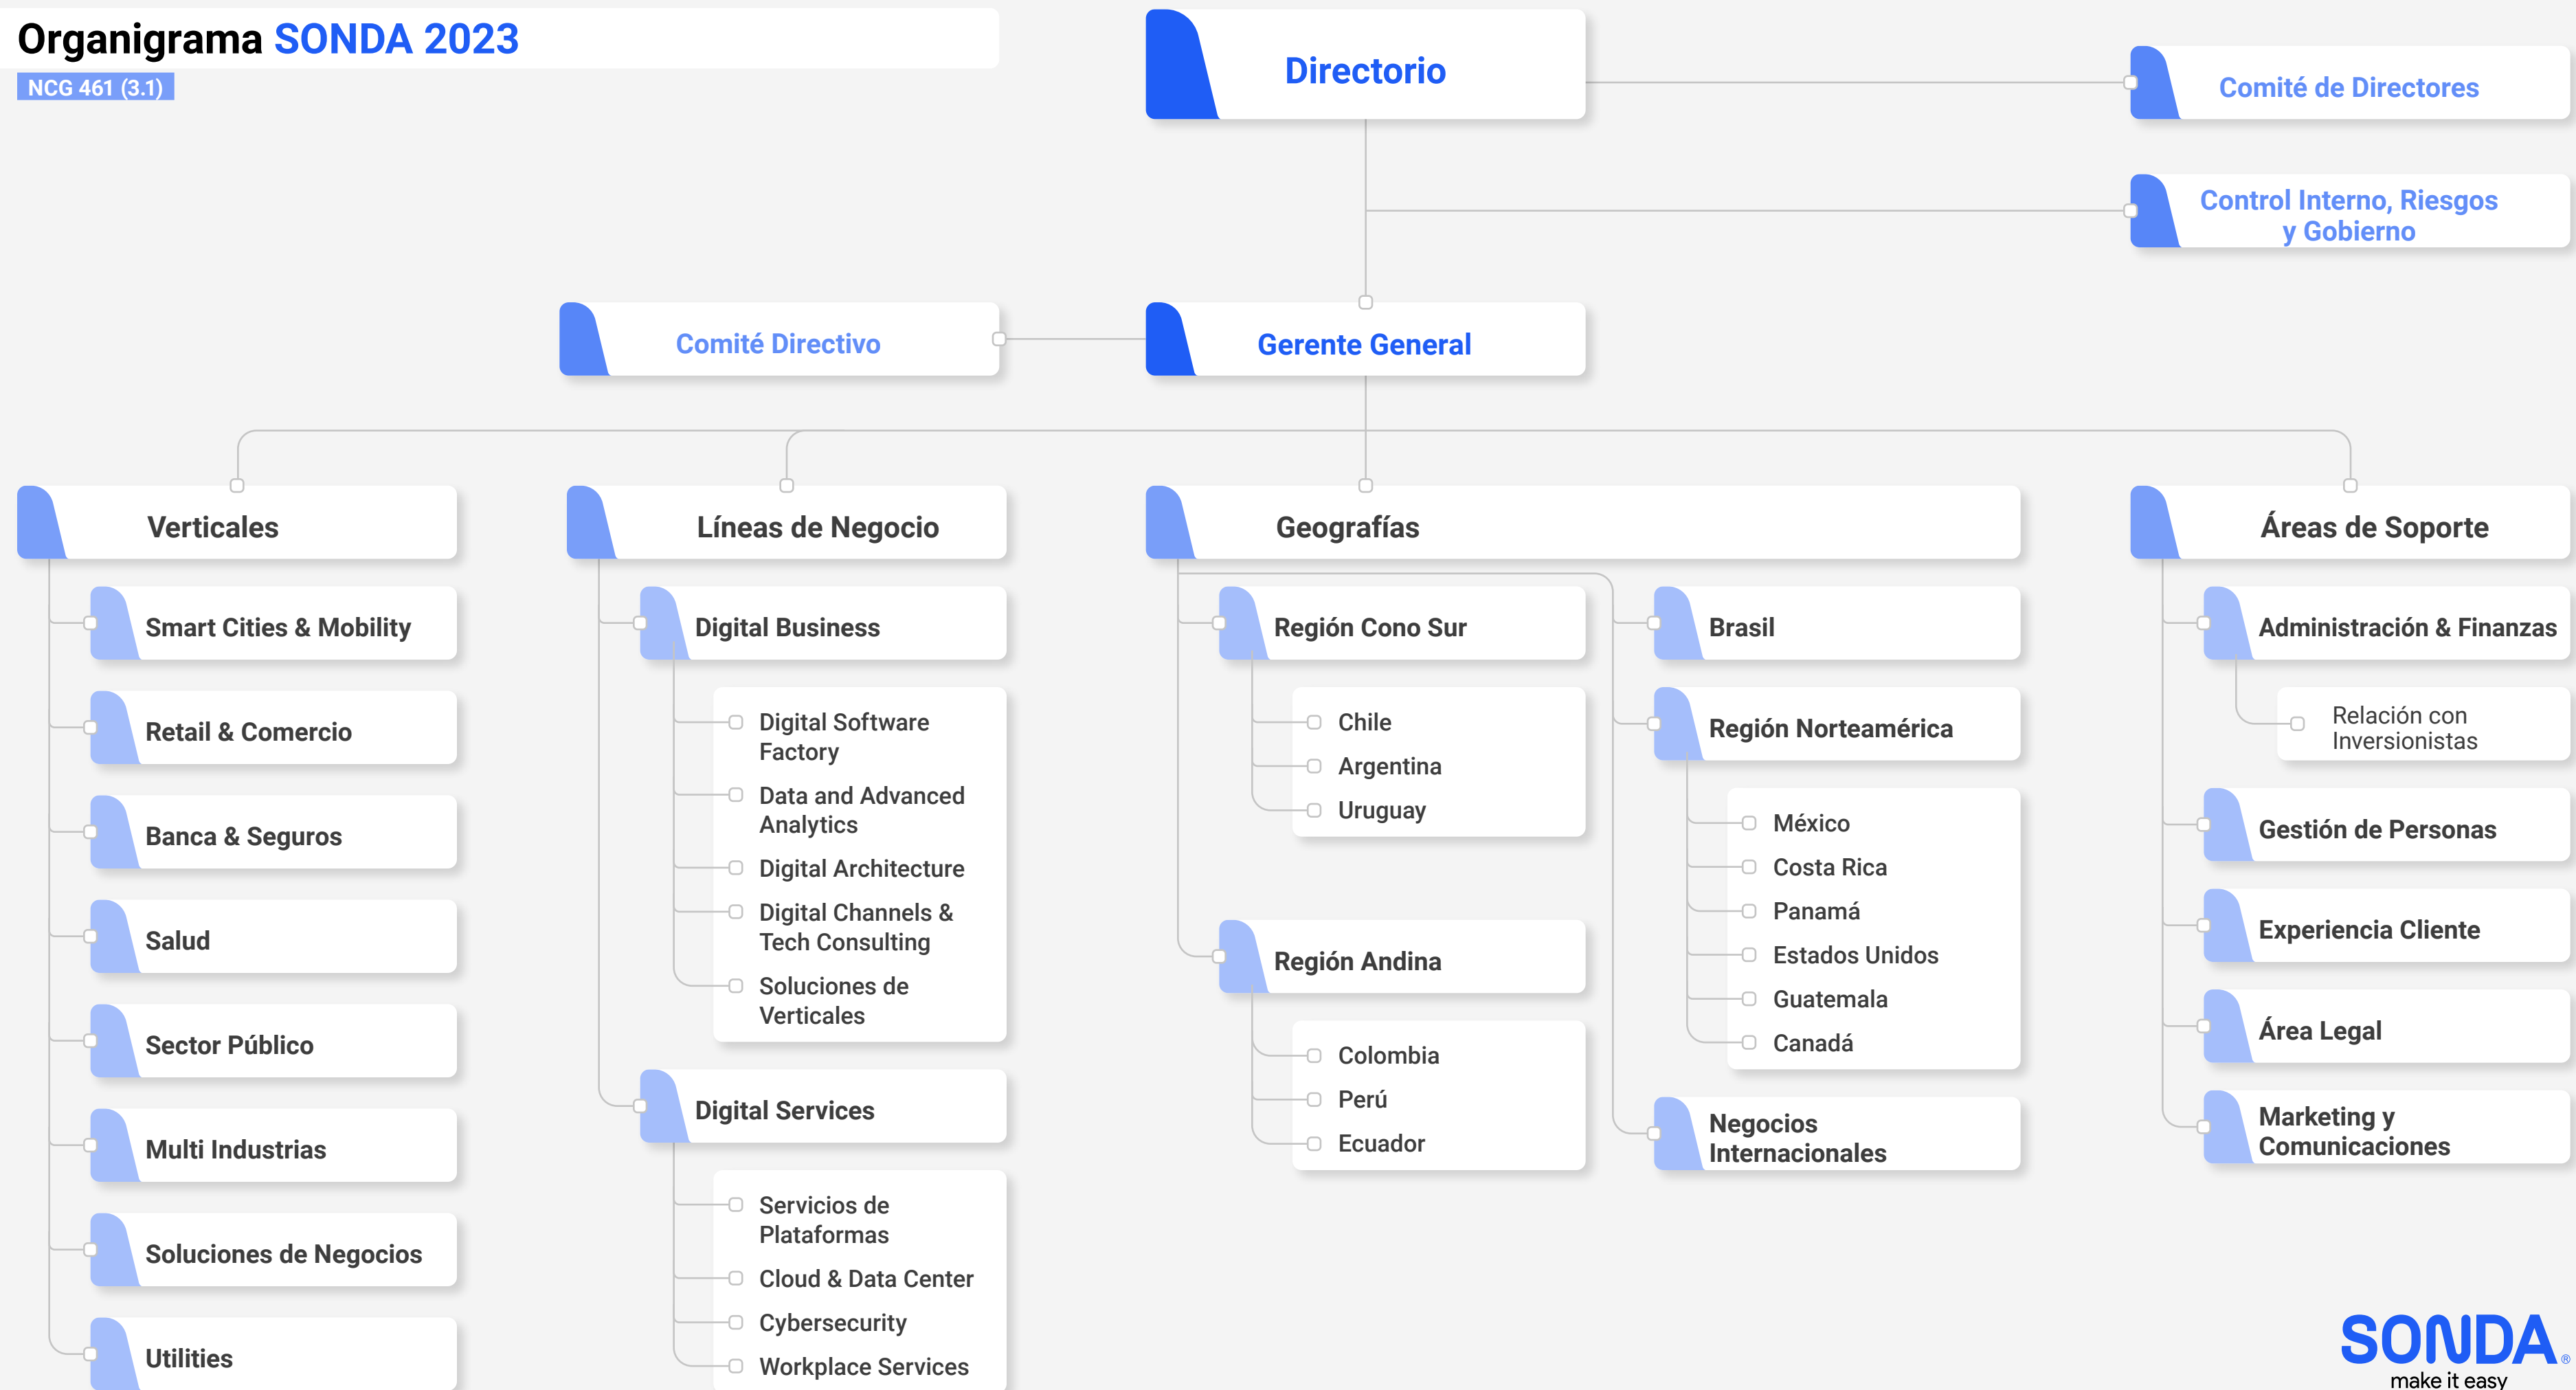 Organigrama SONDA 2023
NCG 461 (3.1)
Directorio
Comité de Directores
Control Interno, Riesgos
y Gobierno
Comité Directivo
Gerente General
Verticales
Smart Cities & Mobility
Retail & Comercio
Banca & Seguros
Salud
Sector Público
Multi Industrias
Soluciones de Negocios
Utilities
Líneas de Negocio
Digital Business
Digital Software
Factory
Data and Advanced
Analytics
Digital Architecture
Digital Channels &
Tech Consulting
Soluciones de
Verticales
Digital Services
Servicios de
Plataformas
Cloud & Data Center
Cybersecurity
Workplace Services
Geografías
Región Cono Sur
Chile
Argentina
Uruguay
Región Andina
Colombia
Perú
Ecuador
Brasil
Región Norteamérica
México
Costa Rica
Panamá
Estados Unidos
Guatemala
Canadá
Negocios
Internacionales
Áreas de Soporte
Administración & Finanzas
Relación con
Inversionistas
Gestión de Personas
Experiencia Cliente
Área Legal
Marketing y
Comunicaciones
SONDA®
make it easy